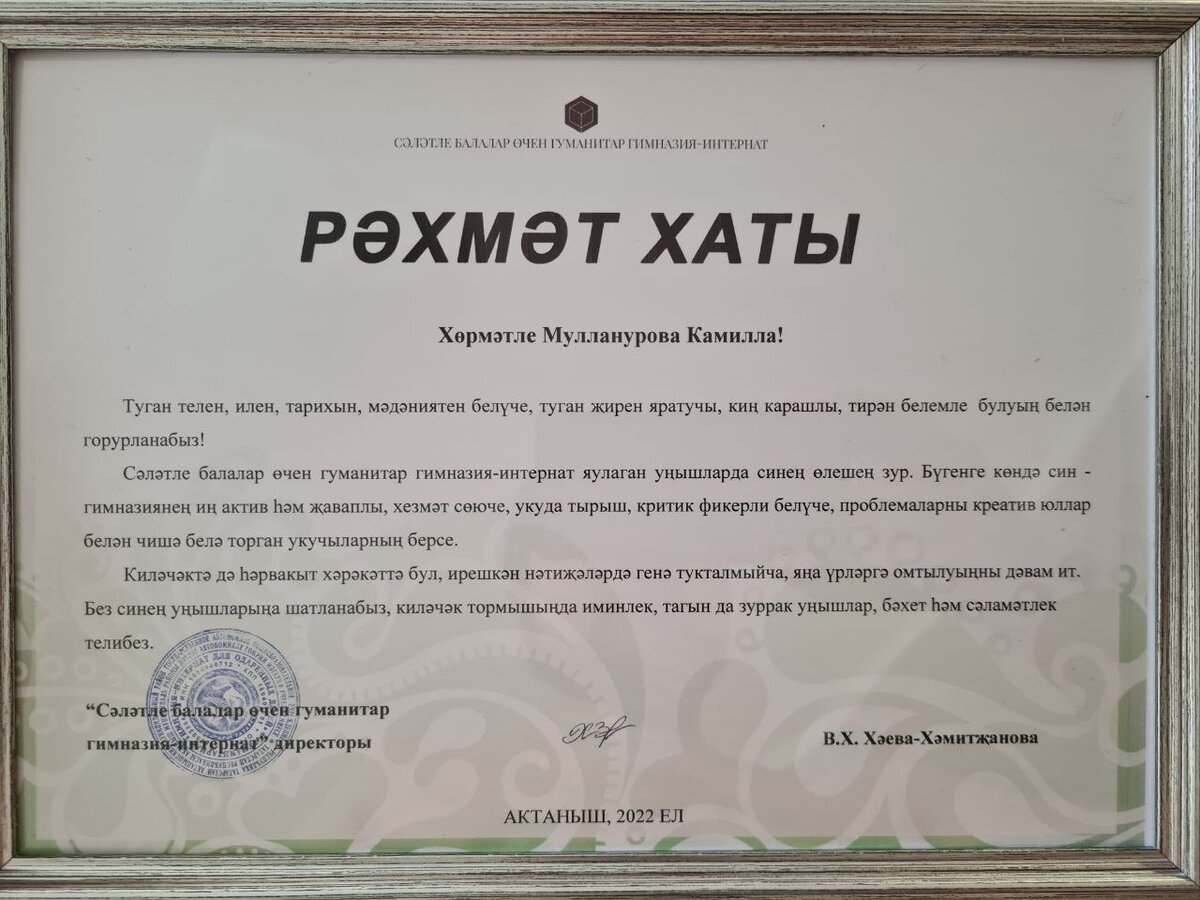 СӘЛӘТЛЕ БАЛАЛАР ӨЧЕН ГУМАНИТАР ГИМНАЗИЯ-ИНТЕРНАТ
РӘХМӘТ ХАТЫ
Хөрмәтле Мулланурова Камилла!
Туган телен, илен, тарихын, мәдәниятен белүче, туган җирен яратучы, киң карашлы, тирән белемле булуың белән
горурланабыз!
Сәләтле балалар өчен гуманитар гимназия-интернат яулаган уңышларда синең өлешең зур. Бүгенге көндә син -
гимназиянең иң актив һәм җаваплы, хезмәт сөюче, укуда тырыш, критик фикерли белүче, проблемаларны креатив юллар
белән чишә белә торган укучыларның берсе.
Киләчәктә дә һәрвакыт хәрәкәттә бул, ирешкән нәтиҗәләрдә генә тукталмыйча, яңа үрләргә омтылуыңны дәвам ит.
Без синең уңышларыңа шатланабыз, киләчәк тормышыңда иминлек, тагын да зуррак уңышлар, бәхет һәм сәламәтлек
телибез.
“Сәләтле балалар өчен гуманитар
гимназия-интернат” директоры
В.Х. Хәева-Хәмитҗанова
АКТАНЫШ, 2022 ЕЛ